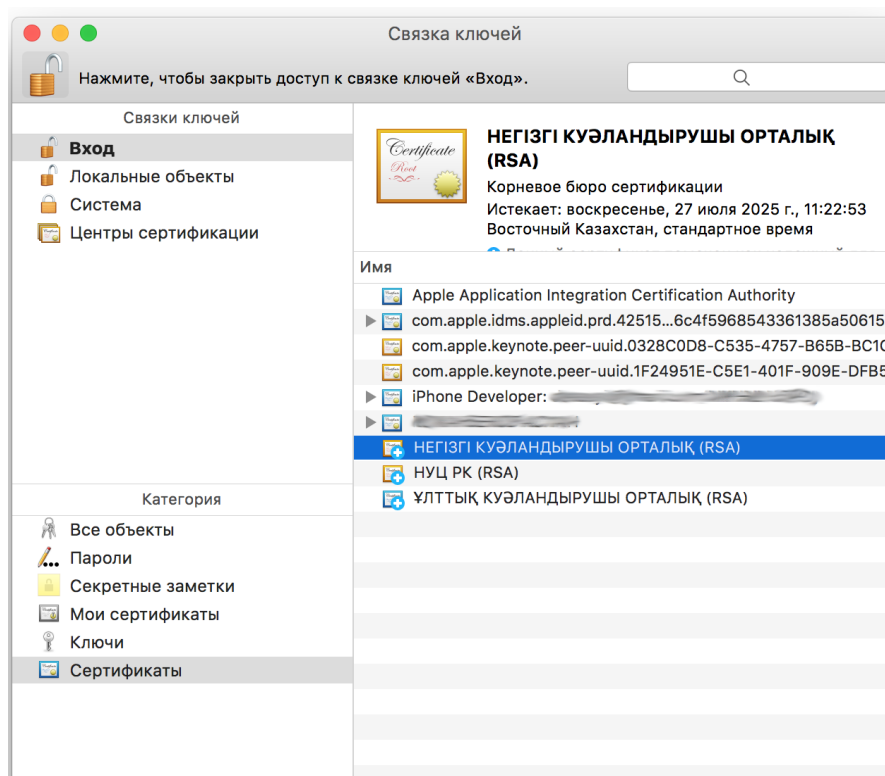 Связка ключей
Нажмите, чтобы закрыть доступ к связке ключей «Вход».
Связки ключей
Вход
Локальные объекты
Система
Центры сертификации
Certificate
Root
НЕГІЗГІ КУӘЛАНДЫРУШЫ ОРТАЛЫҚ
(RSA)
Корневое бюро сертификации
Истекает: воскресенье, 27 июля 2025 г., 11:22:53
Восточный Казахстан, стандартное время
Имя
Apple Application Integration Certification Authority
com.apple.idms.appleid.prd.42515...6c4f5968543361385a50615
com.apple.keynote.peer-uuid.0328C0D8-C535-4757-B65B-BC1C
com.apple.keynote.peer-uuid.1F24951E-C5E1-401F-909E-DFB5
iPhone Developer:
НЕГІЗГІ КУӘЛАНДЫРУШЫ ОРТАЛЫҚ (RSA)
НУЦ РК (RSA)
ҰЛТТЫҚ КУӘЛАНДЫРУШЫ ОРТАЛЫҚ (RSA)
Категория
Все объекты
Пароли
Секретные заметки
Мои сертификаты
Ключи
Сертификаты